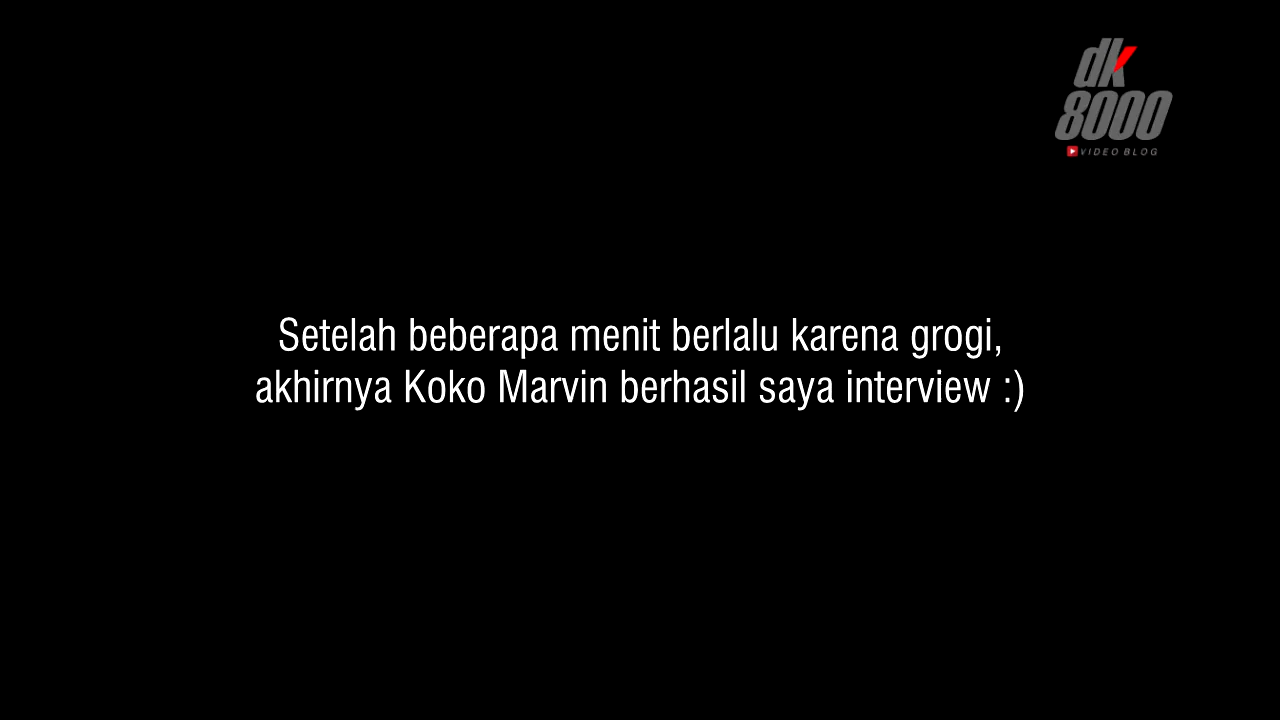 dk
8000
VIDEO BLOG
Setelah beberapa menit berlalu karena grogi,
akhirnya Koko Marvin berhasil saya interview :)